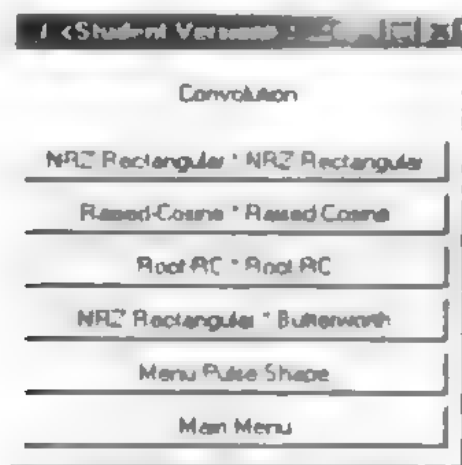 <Student Version>
Convolution
NRZ Rectangular * NRZ Rectangular
Raised-Cosine * Raised Cosine
Root-RC * Root-RC
NRZ Rectangular * Butterworth
Menu Pulse Shape
Main Menu